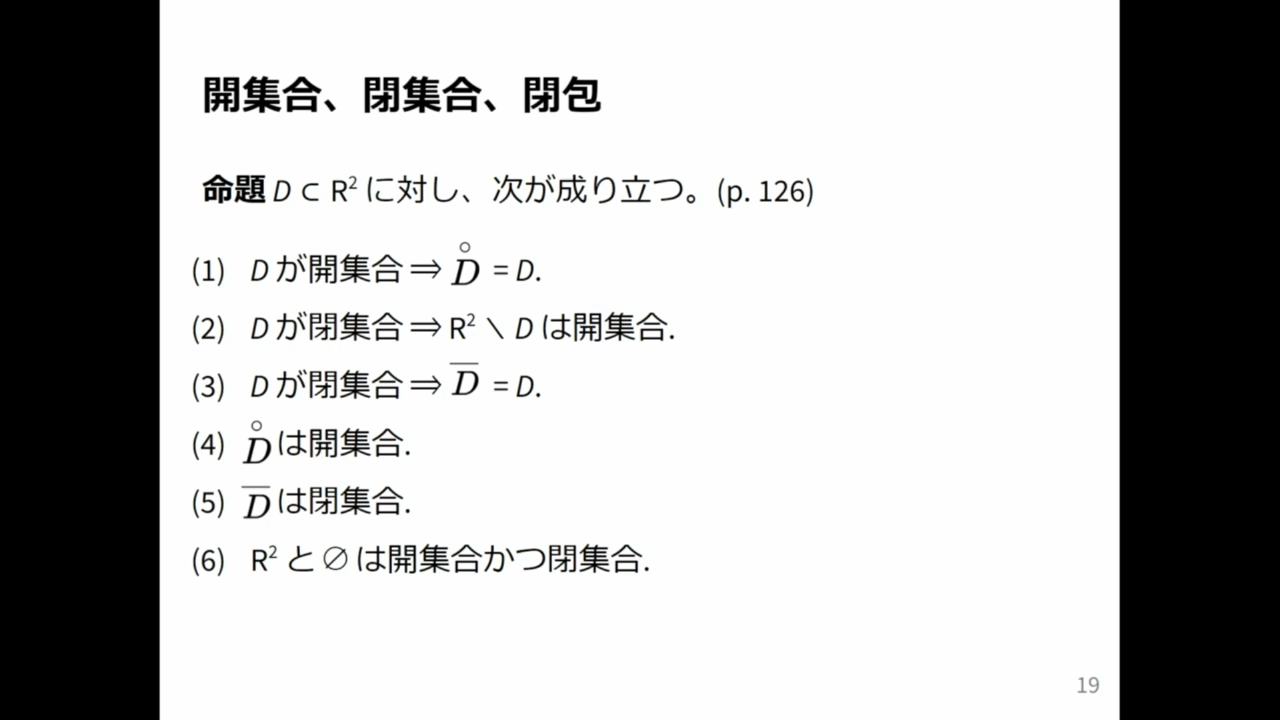 開集合、閉集合、閉包
命題 D ⊂ R² に対し、次が成り立つ。(p. 126)
(1) D が開集合 ⇒ D̊ = D.
(2) D が閉集合 ⇒ R² \ D は開集合.
(3) D が閉集合 ⇒ D̅ = D.
(4) D̊ は開集合.
(5) D̅ は閉集合.
(6) R² と ∅ は開集合かつ閉集合.
19